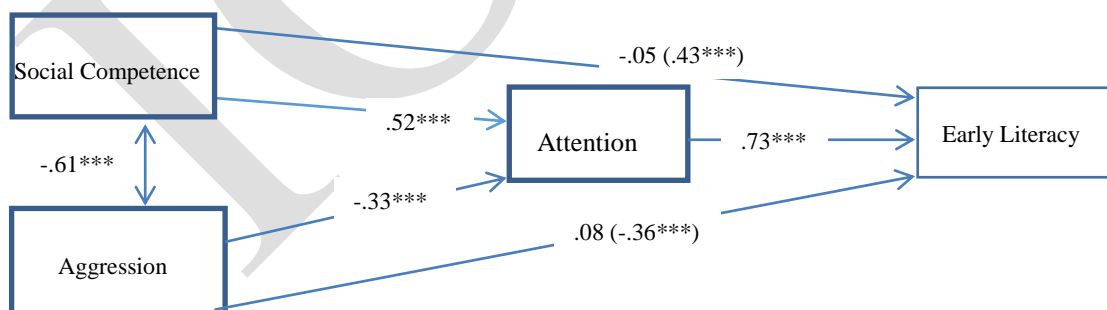 -.05 (.43***)
Social Competence
.52***
Attention
.73***
Early Literacy
-.61***
-.33***
.08 (-.36***)
Aggression